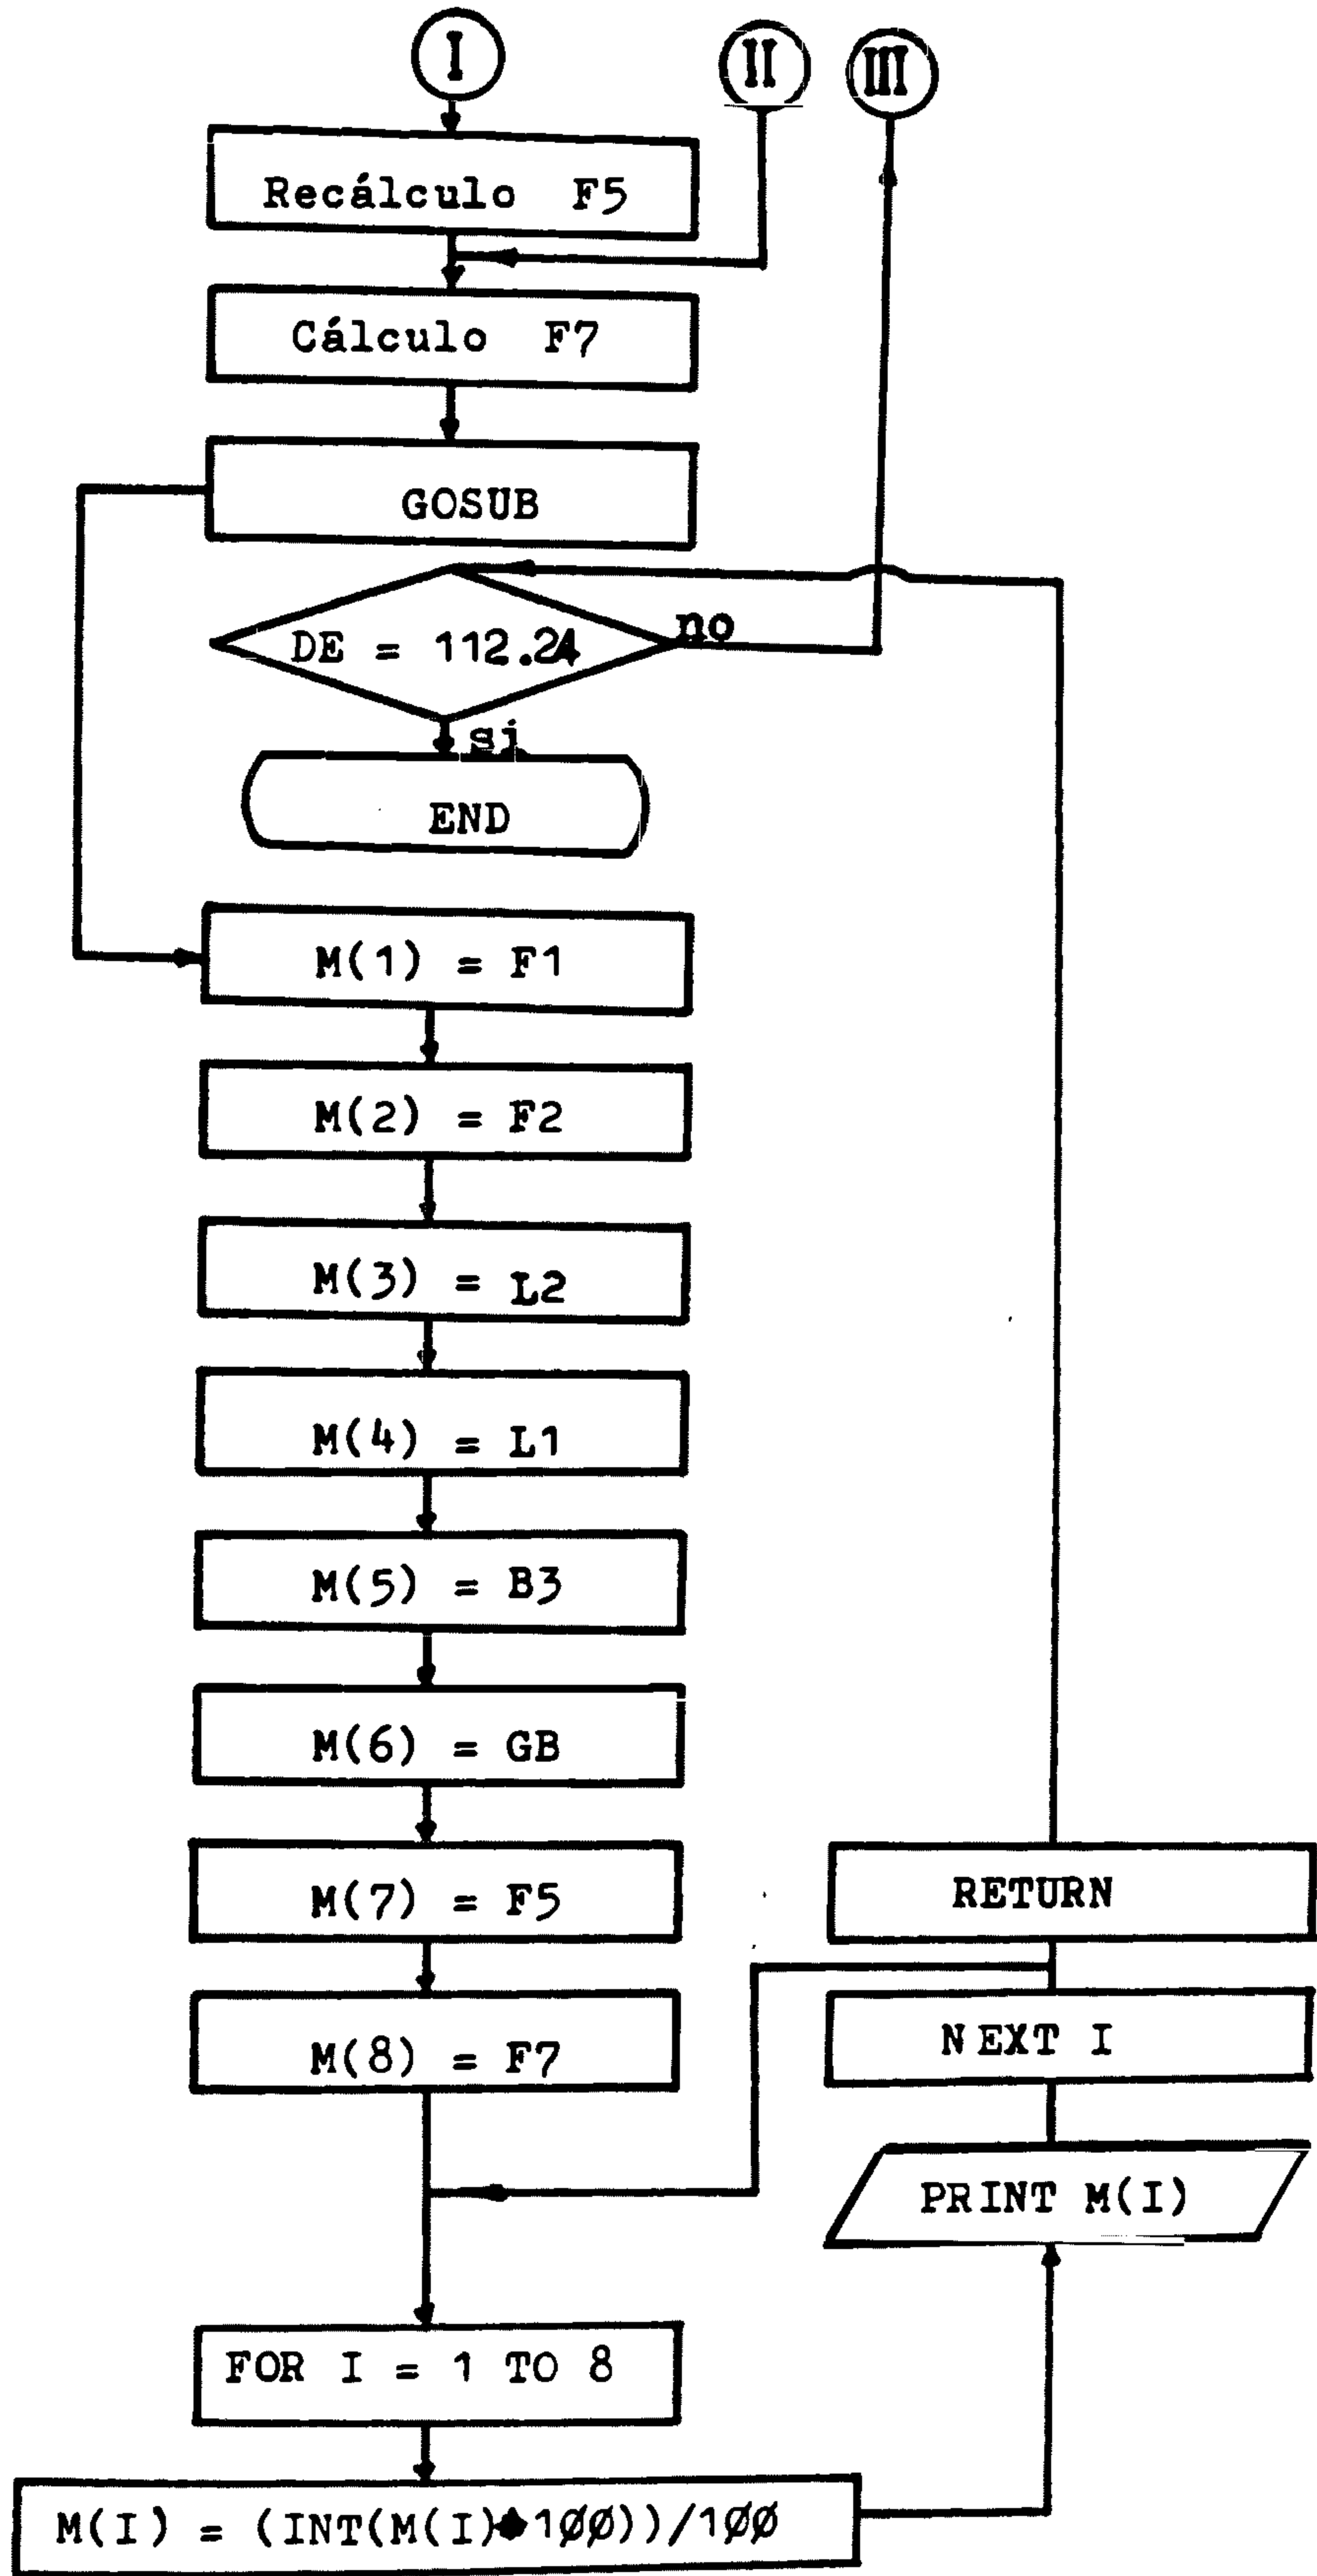 I
II
III
Recálculo F5
Cálculo F7
GOSUB
DE = 112.24
no
si
END
M(1) = F1
M(2) = F2
M(3) = L2
M(4) = L1
M(5) = B3
M(6) = GB
M(7) = F5
M(8) = F7
FOR I = 1 TO 8
M(I) = (INT(M(I)*1ØØ))/1ØØ
PRINT M(I)
NEXT I
RETURN